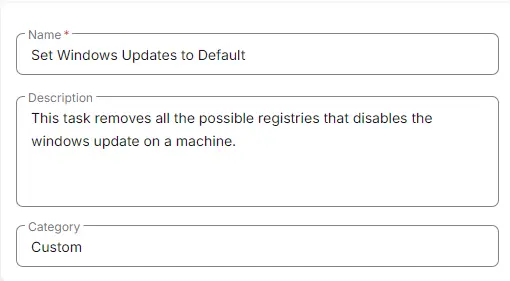 Name *
Set Windows Updates to Default
Description
This task removes all the possible registries that disables the
windows update on a machine.
Category
Custom